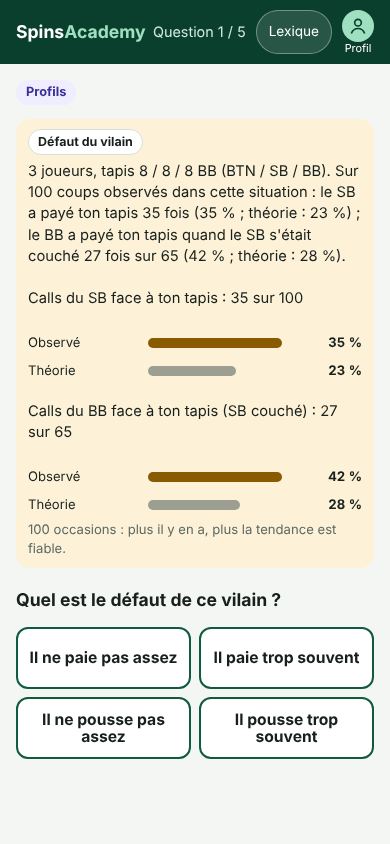 SpinsAcademy Question 1 / 5 Lexique
Profil
Profils
Défaut du vilain
3 joueurs, tapis 8 / 8 / 8 BB (BTN / SB / BB). Sur
100 coups observés dans cette situation : le SB
a payé ton tapis 35 fois (35 % ; théorie : 23 %) ;
le BB a payé ton tapis quand le SB s'était
couché 27 fois sur 65 (42 % ; théorie : 28 %).
Calls du SB face à ton tapis : 35 sur 100
Observé 35 %
Théorie 23 %
Calls du BB face à ton tapis (SB couché) : 27
sur 65
Observé 42 %
Théorie 28 %
100 occasions : plus il y en a, plus la tendance est
fiable.
Quel est le défaut de ce vilain ?
Il ne paie pas assez
Il paie trop souvent
Il ne pousse pas
assez
Il pousse trop
souvent